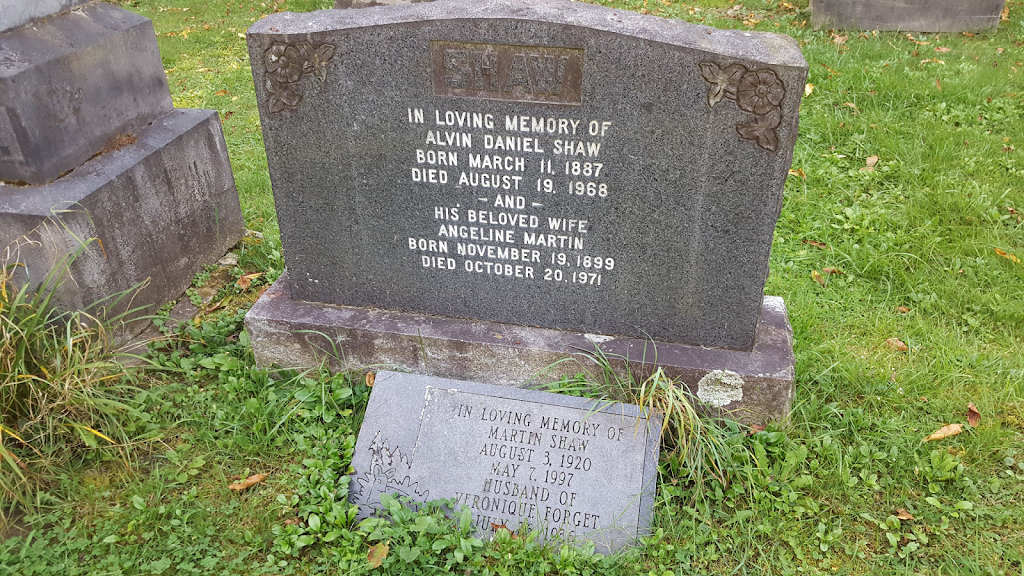 SHAW
IN LOVING MEMORY OF
ALVIN DANIEL SHAW
BORN MARCH 11, 1887
DIED AUGUST 19, 1968
– AND –
HIS BELOVED WIFE
ANGELINE MARTIN
BORN NOVEMBER 19, 1899
DIED OCTOBER 20, 1971
IN LOVING MEMORY OF
MARTIN SHAW
AUGUST 3, 1920
MAY 7, 1997
HUSBAND OF
VERONIQUE FORGET